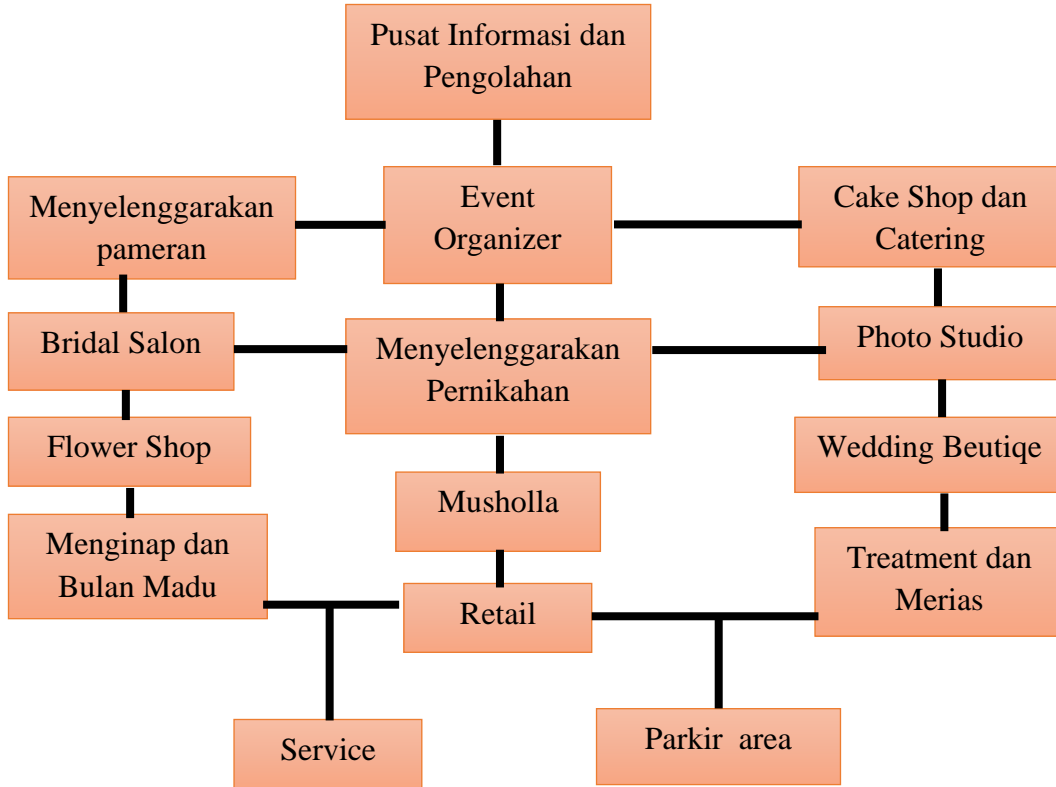 Pusat Informasi dan
Pengolahan
Menyelenggarakan
pameran
Event
Organizer
Cake Shop dan
Catering
Bridal Salon
Menyelenggarakan
Pernikahan
Photo Studio
Flower Shop
Wedding Beutiqe
Musholla
Menginap dan
Bulan Madu
Treatment dan
Merias
Retail
Service
Parkir area